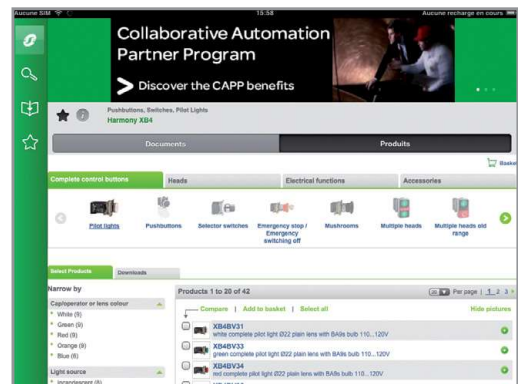 Aucune SIM 15:58 Aucune recharge en cours
Collaborative Automation
Partner Program
Discover the CAPP benefits
Pushbuttons, Switches, Pilot Lights
Harmony XB4
Documents Produits
Basket
Complete control buttons Heads Electrical functions Accessories
Pilot lights Pushbuttons Selector switches Emergency stop / Emergency switching off Mushrooms Multiple heads Multiple heads old range
Select Products Downloads
Narrow by
Products 1 to 20 of 42 20 Per page | 1 2 3
Cap/operator or lens colour
Compare | Add to basket | Select all Hide pictures
White (9)
Green (9)
Red (9)
Orange (9)
Blue (6)
Light source
Incandescent (6)
XB4BV31
white complete pilot light Ø22 plain lens with BA9s bulb 110...120V
XB4BV33
green complete pilot light Ø22 plain lens with BA9s bulb 110...120V
XB4BV34
red complete pilot light Ø22 plain lens with BA9s bulb 110...120V